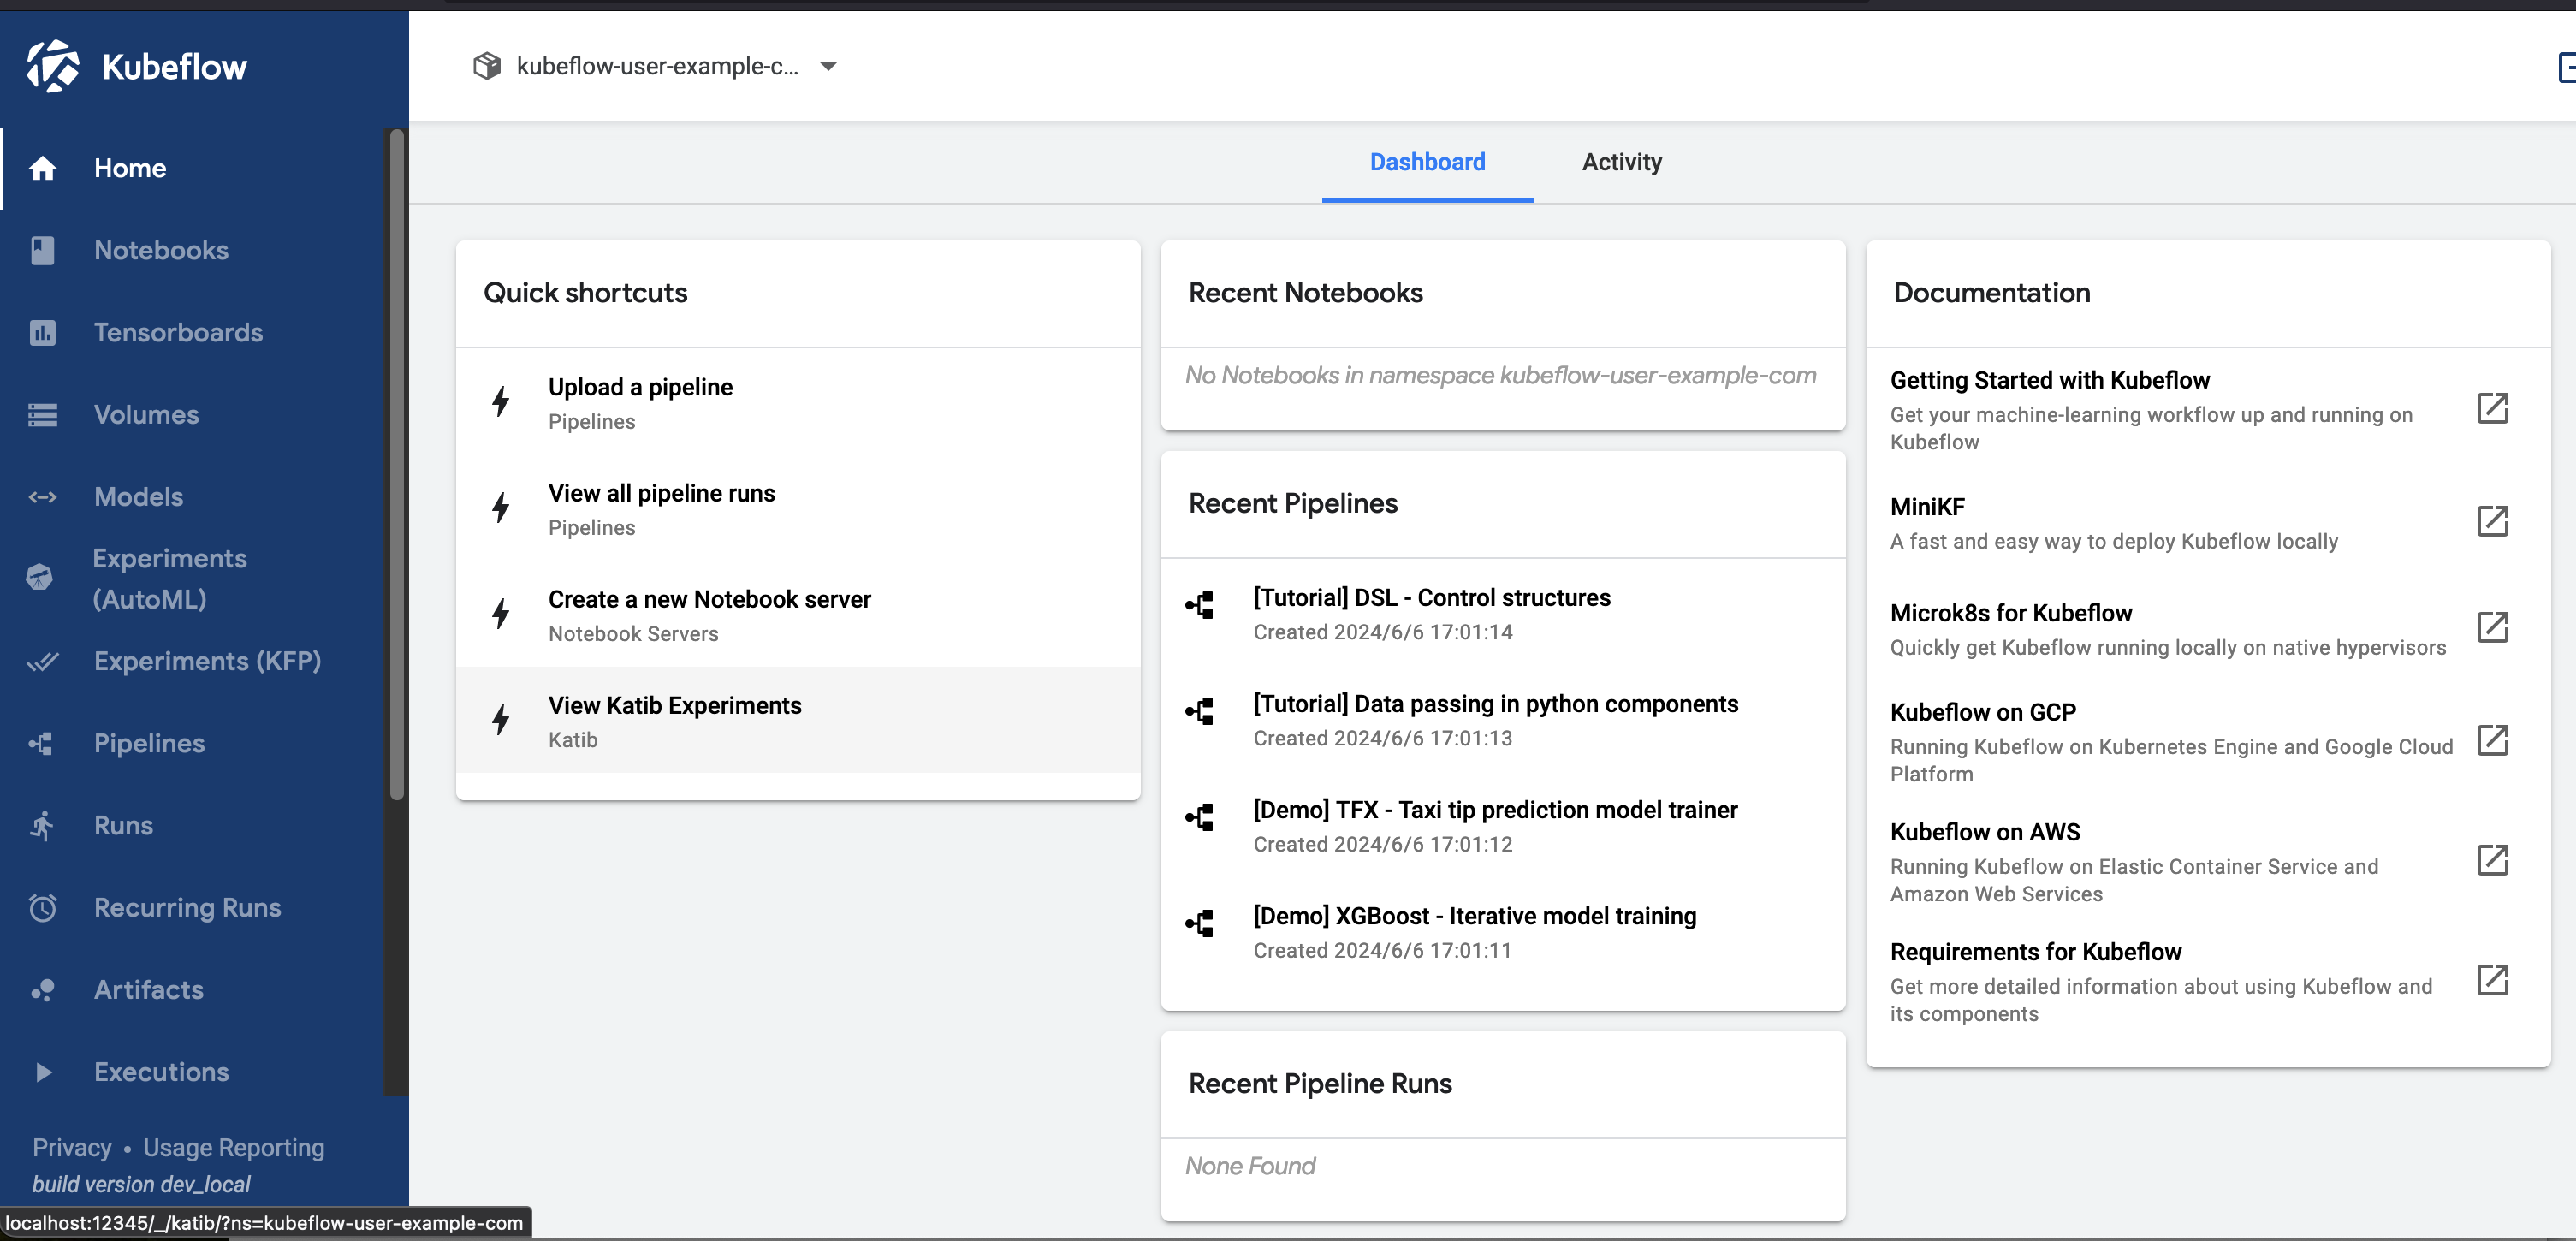 Kubeflow
Home
Notebooks
Tensorboards
Volumes
Models
Experiments
(AutoML)
Experiments (KFP)
Pipelines
Runs
Recurring Runs
Artifacts
Executions
Privacy • Usage Reporting
build version dev_local
localhost:12345/_/katib/?ns=kubeflow-user-example-com
kubeflow-user-example-c...
Dashboard
Activity
Quick shortcuts
Upload a pipeline
Pipelines
View all pipeline runs
Pipelines
Create a new Notebook server
Notebook Servers
View Katib Experiments
Katib
Recent Notebooks
No Notebooks in namespace kubeflow-user-example-com
Recent Pipelines
[Tutorial] DSL - Control structures
Created 2024/6/6 17:01:14
[Tutorial] Data passing in python components
Created 2024/6/6 17:01:13
[Demo] TFX - Taxi tip prediction model trainer
Created 2024/6/6 17:01:12
[Demo] XGBoost - Iterative model training
Created 2024/6/6 17:01:11
Recent Pipeline Runs
None Found
Documentation
Getting Started with Kubeflow
Get your machine-learning workflow up and running on
Kubeflow
MiniKF
A fast and easy way to deploy Kubeflow locally
Microk8s for Kubeflow
Quickly get Kubeflow running locally on native hypervisors
Kubeflow on GCP
Running Kubeflow on Kubernetes Engine and Google Cloud
Platform
Kubeflow on AWS
Running Kubeflow on Elastic Container Service and
Amazon Web Services
Requirements for Kubeflow
Get more detailed information about using Kubeflow and
its components